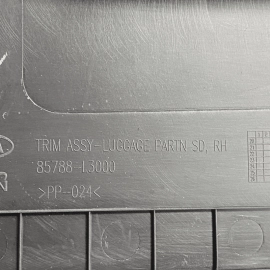 TRIM ASSY-LUGGAGE PARTN SD, RH
85788-L3000
>PP-024<